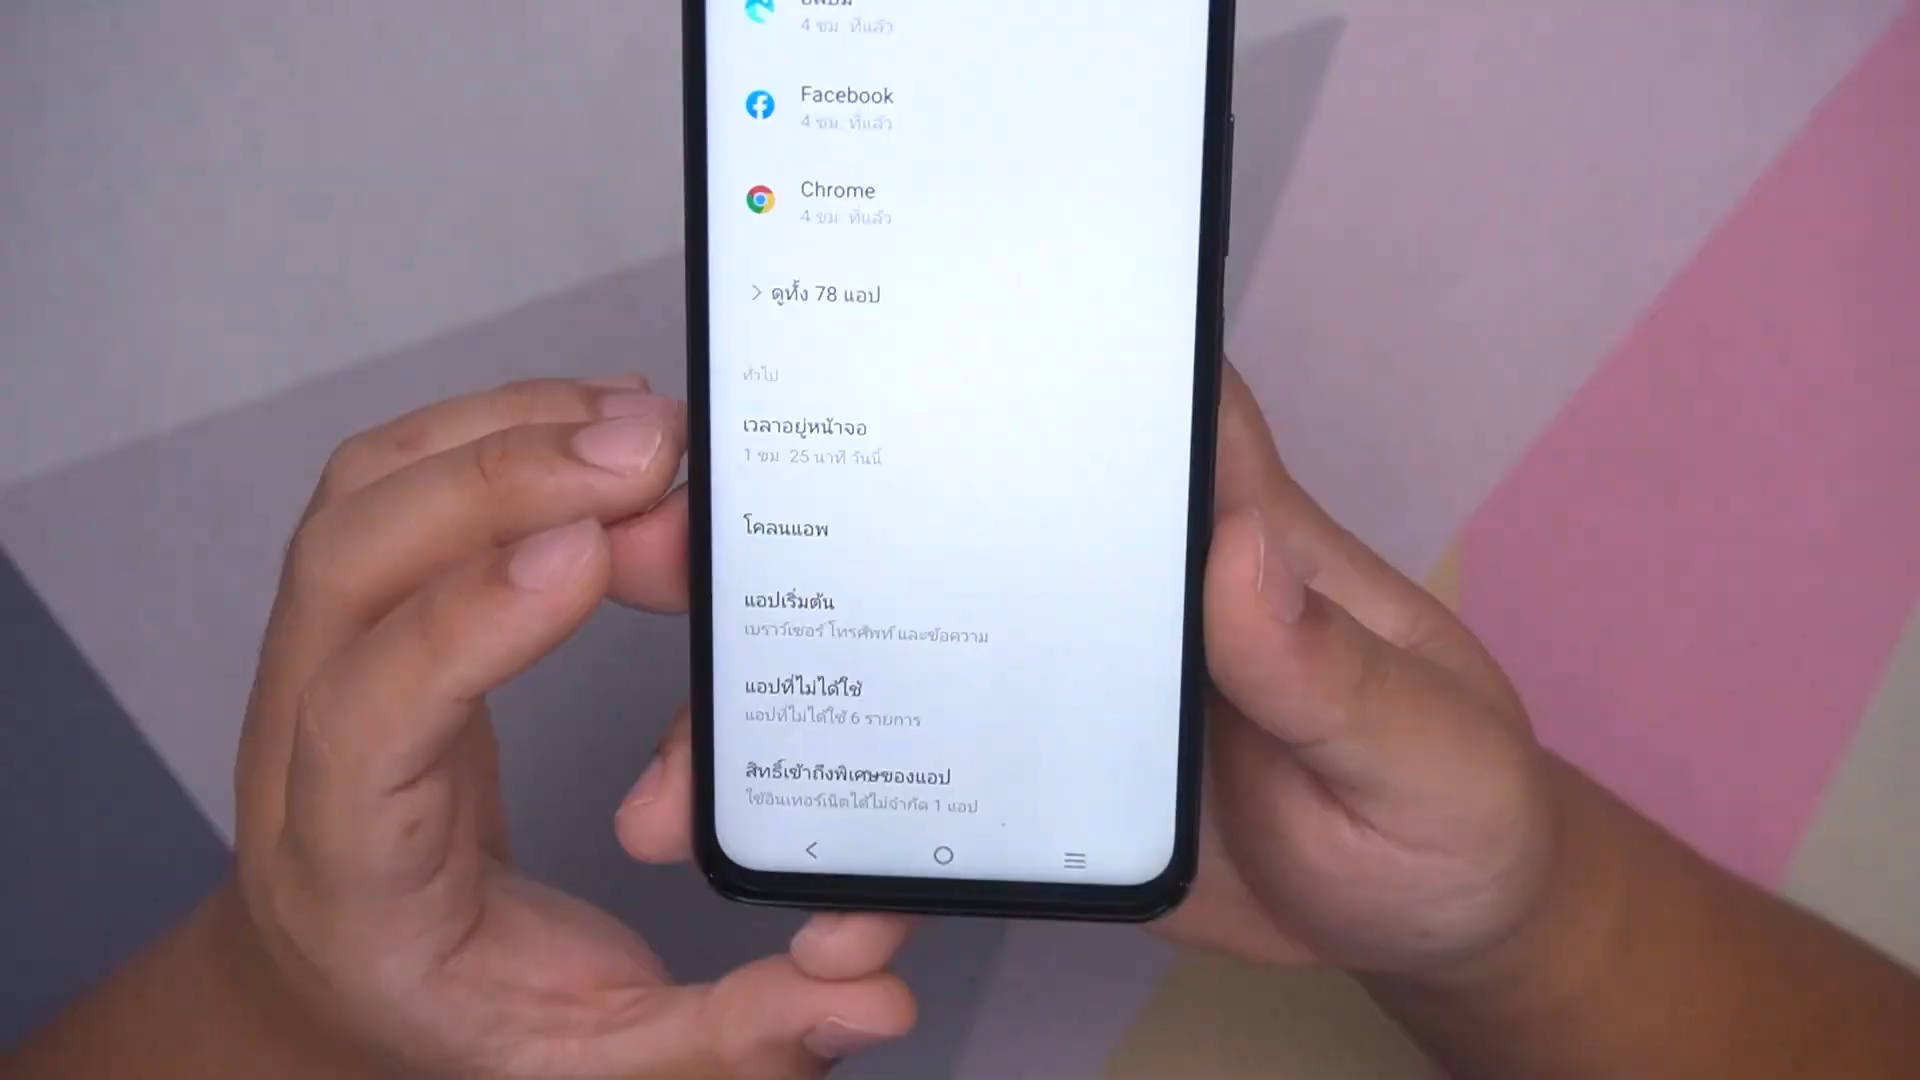 อัลบั้ม
4 ชม. ที่แล้ว
Facebook
4 ชม. ที่แล้ว
Chrome
4 ชม. ที่แล้ว
ดูทั้ง 78 แอป
ทั่วไป
เวลาอยู่หน้าจอ
1 ชม. 25 นาที วันนี้
โคลนแอพ
แอปเริ่มต้น
เบราว์เซอร์ โทรศัพท์ และข้อความ
แอปที่ไม่ได้ใช้
แอปที่ไม่ได้ใช้ 6 รายการ
สิทธิ์เข้าถึงพิเศษของแอป
ใช้อินเทอร์เน็ตได้ไม่จำกัด 1 แอป